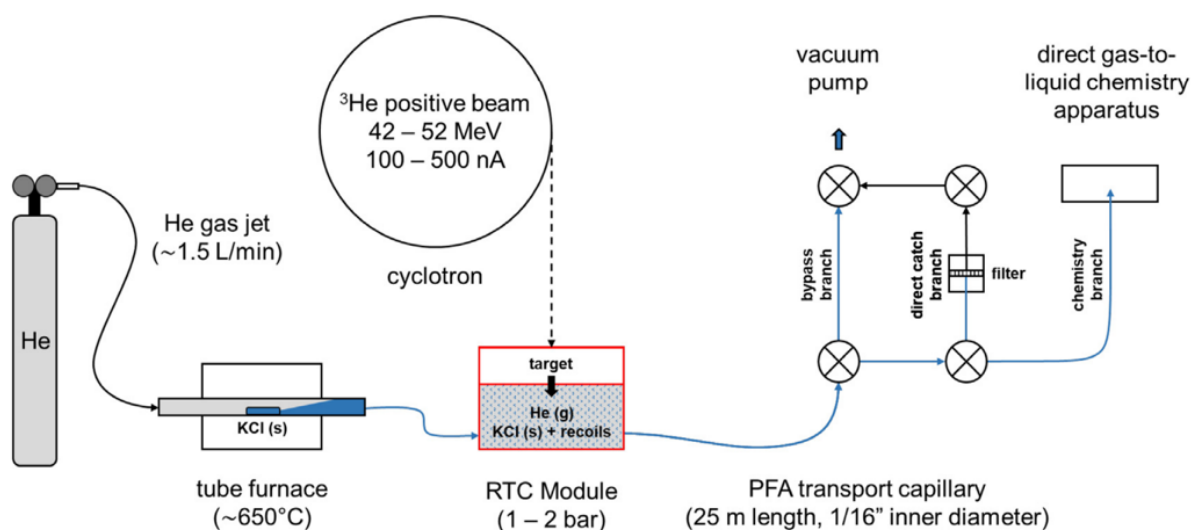 vacuum
pump
direct gas-to-
liquid chemistry
apparatus
³He positive beam
42 – 52 MeV
100 – 500 nA
cyclotron
He gas jet
(~1.5 L/min)
He
bypass
branch
direct catch
branch
filter
chemistry
branch
target
He (g)
KCl (s) + recoils
KCl (s)
tube furnace
(~650°C)
RTC Module
(1 – 2 bar)
PFA transport capillary
(25 m length, 1/16” inner diameter)